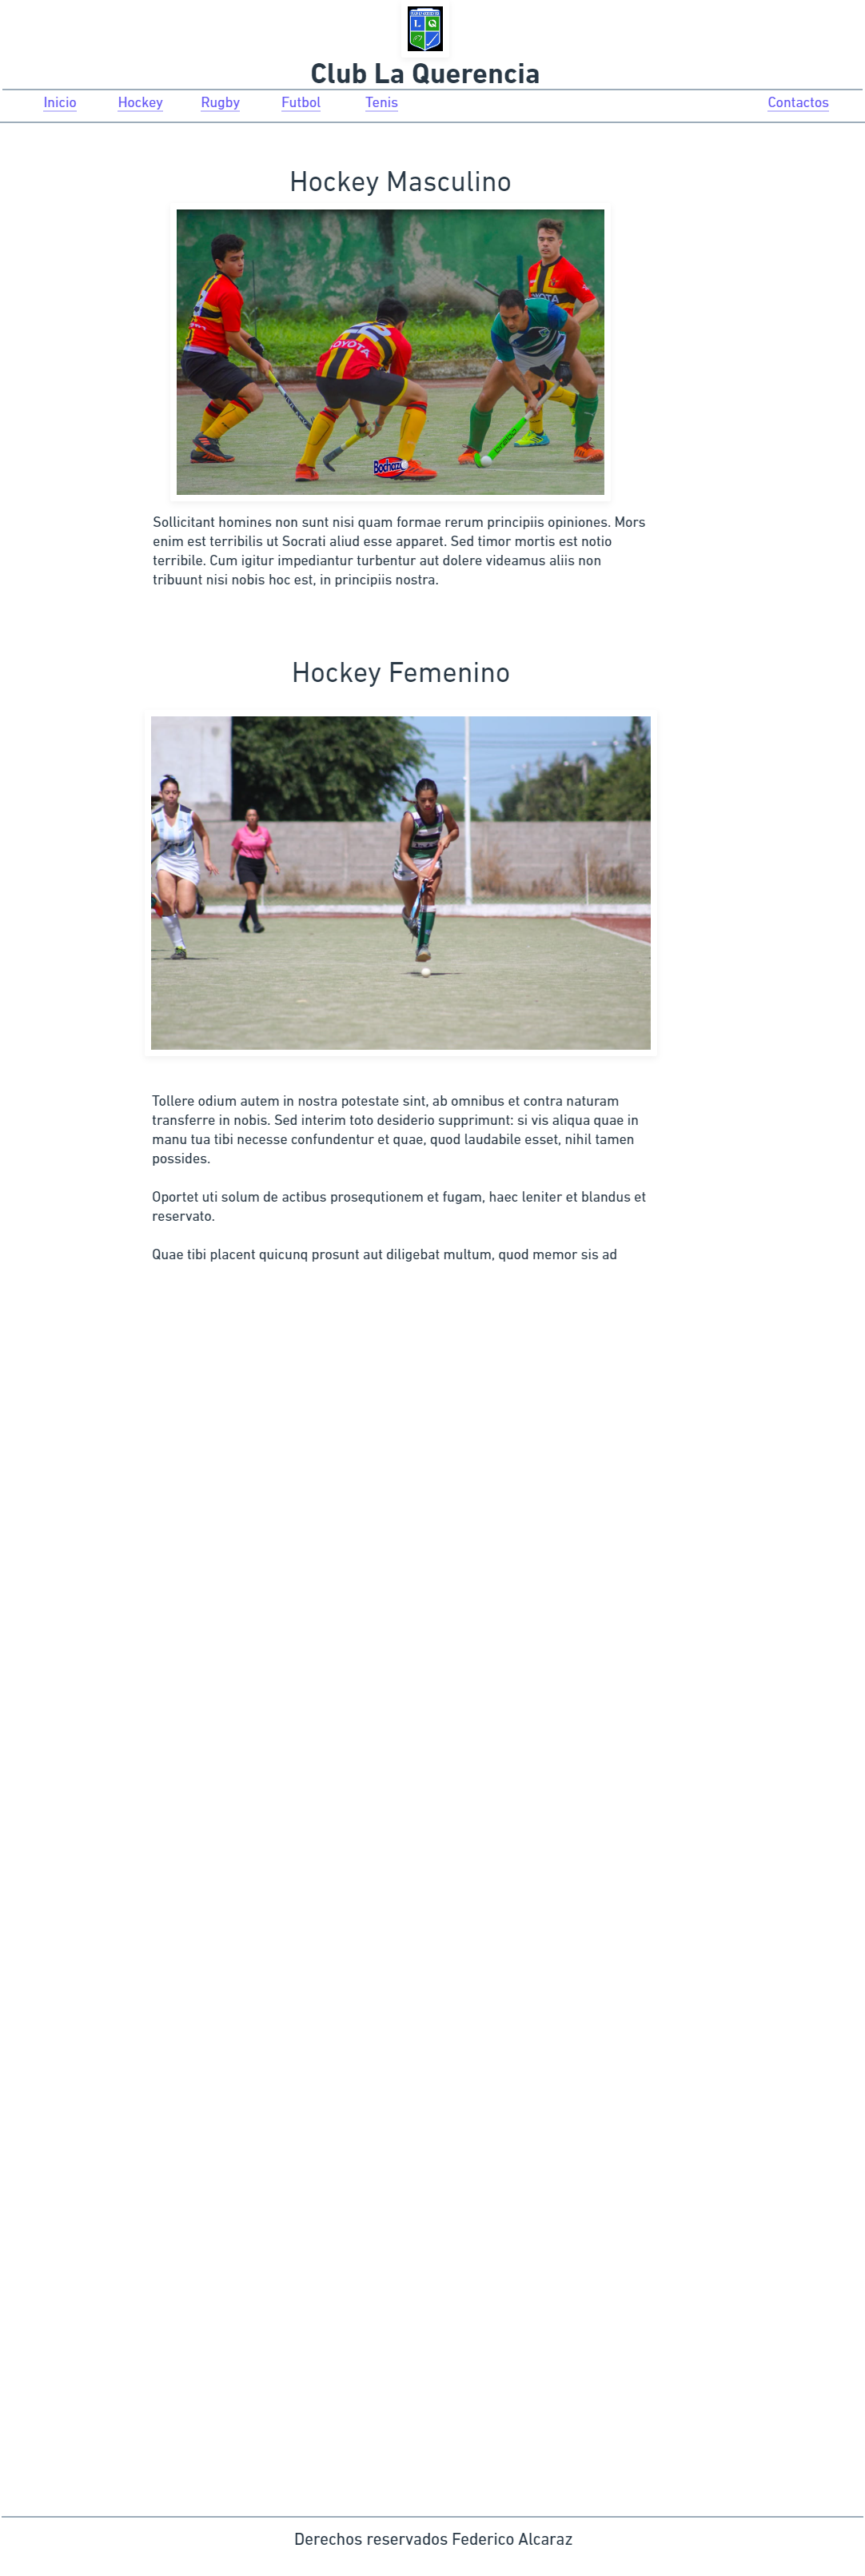 L Q
Club La Querencia
Inicio Hockey Rugby Futbol Tenis Contactos
Hockey Masculino
TOYOTA
OYOTA
Bochazo
Sollicitant homines non sunt nisi quam formae rerum principiis opiniones. Mors
enim est terribilis ut Socrati aliud esse apparet. Sed timor mortis est notio
terribile. Cum igitur impediantur turbentur aut dolere videamus aliis non
tribuunt nisi nobis hoc est, in principiis nostra.
Hockey Femenino
Tollere odium autem in nostra potestate sint, ab omnibus et contra naturam
transferre in nobis. Sed interim toto desiderio supprimunt: si vis aliqua quae in
manu tua tibi necesse confundentur et quae, quod laudabile esset, nihil tamen
possides.
Oportet uti solum de actibus prosequtionem et fugam, haec leniter et blandus et
reservato.
Quae tibi placent quicunq prosunt aut diligebat multum, quod memor sis ad
Derechos reservados Federico Alcaraz